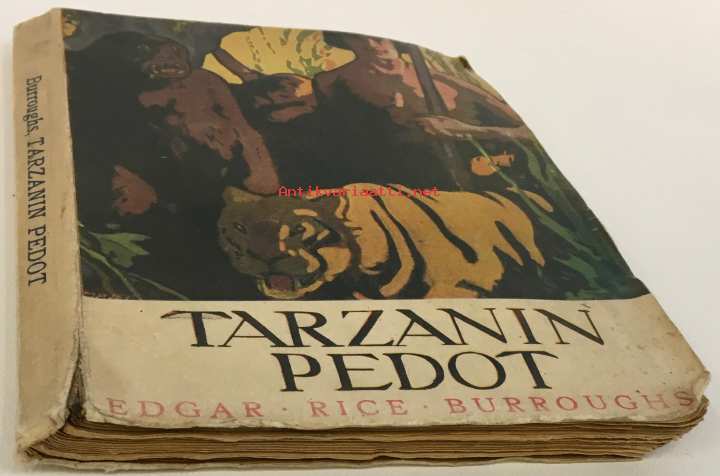 Burroughs, TARZANIN PEDOT
Antikvariaatti.net
TARZANIN
PEDOT
EDGAR · RICE · BURROUGHS